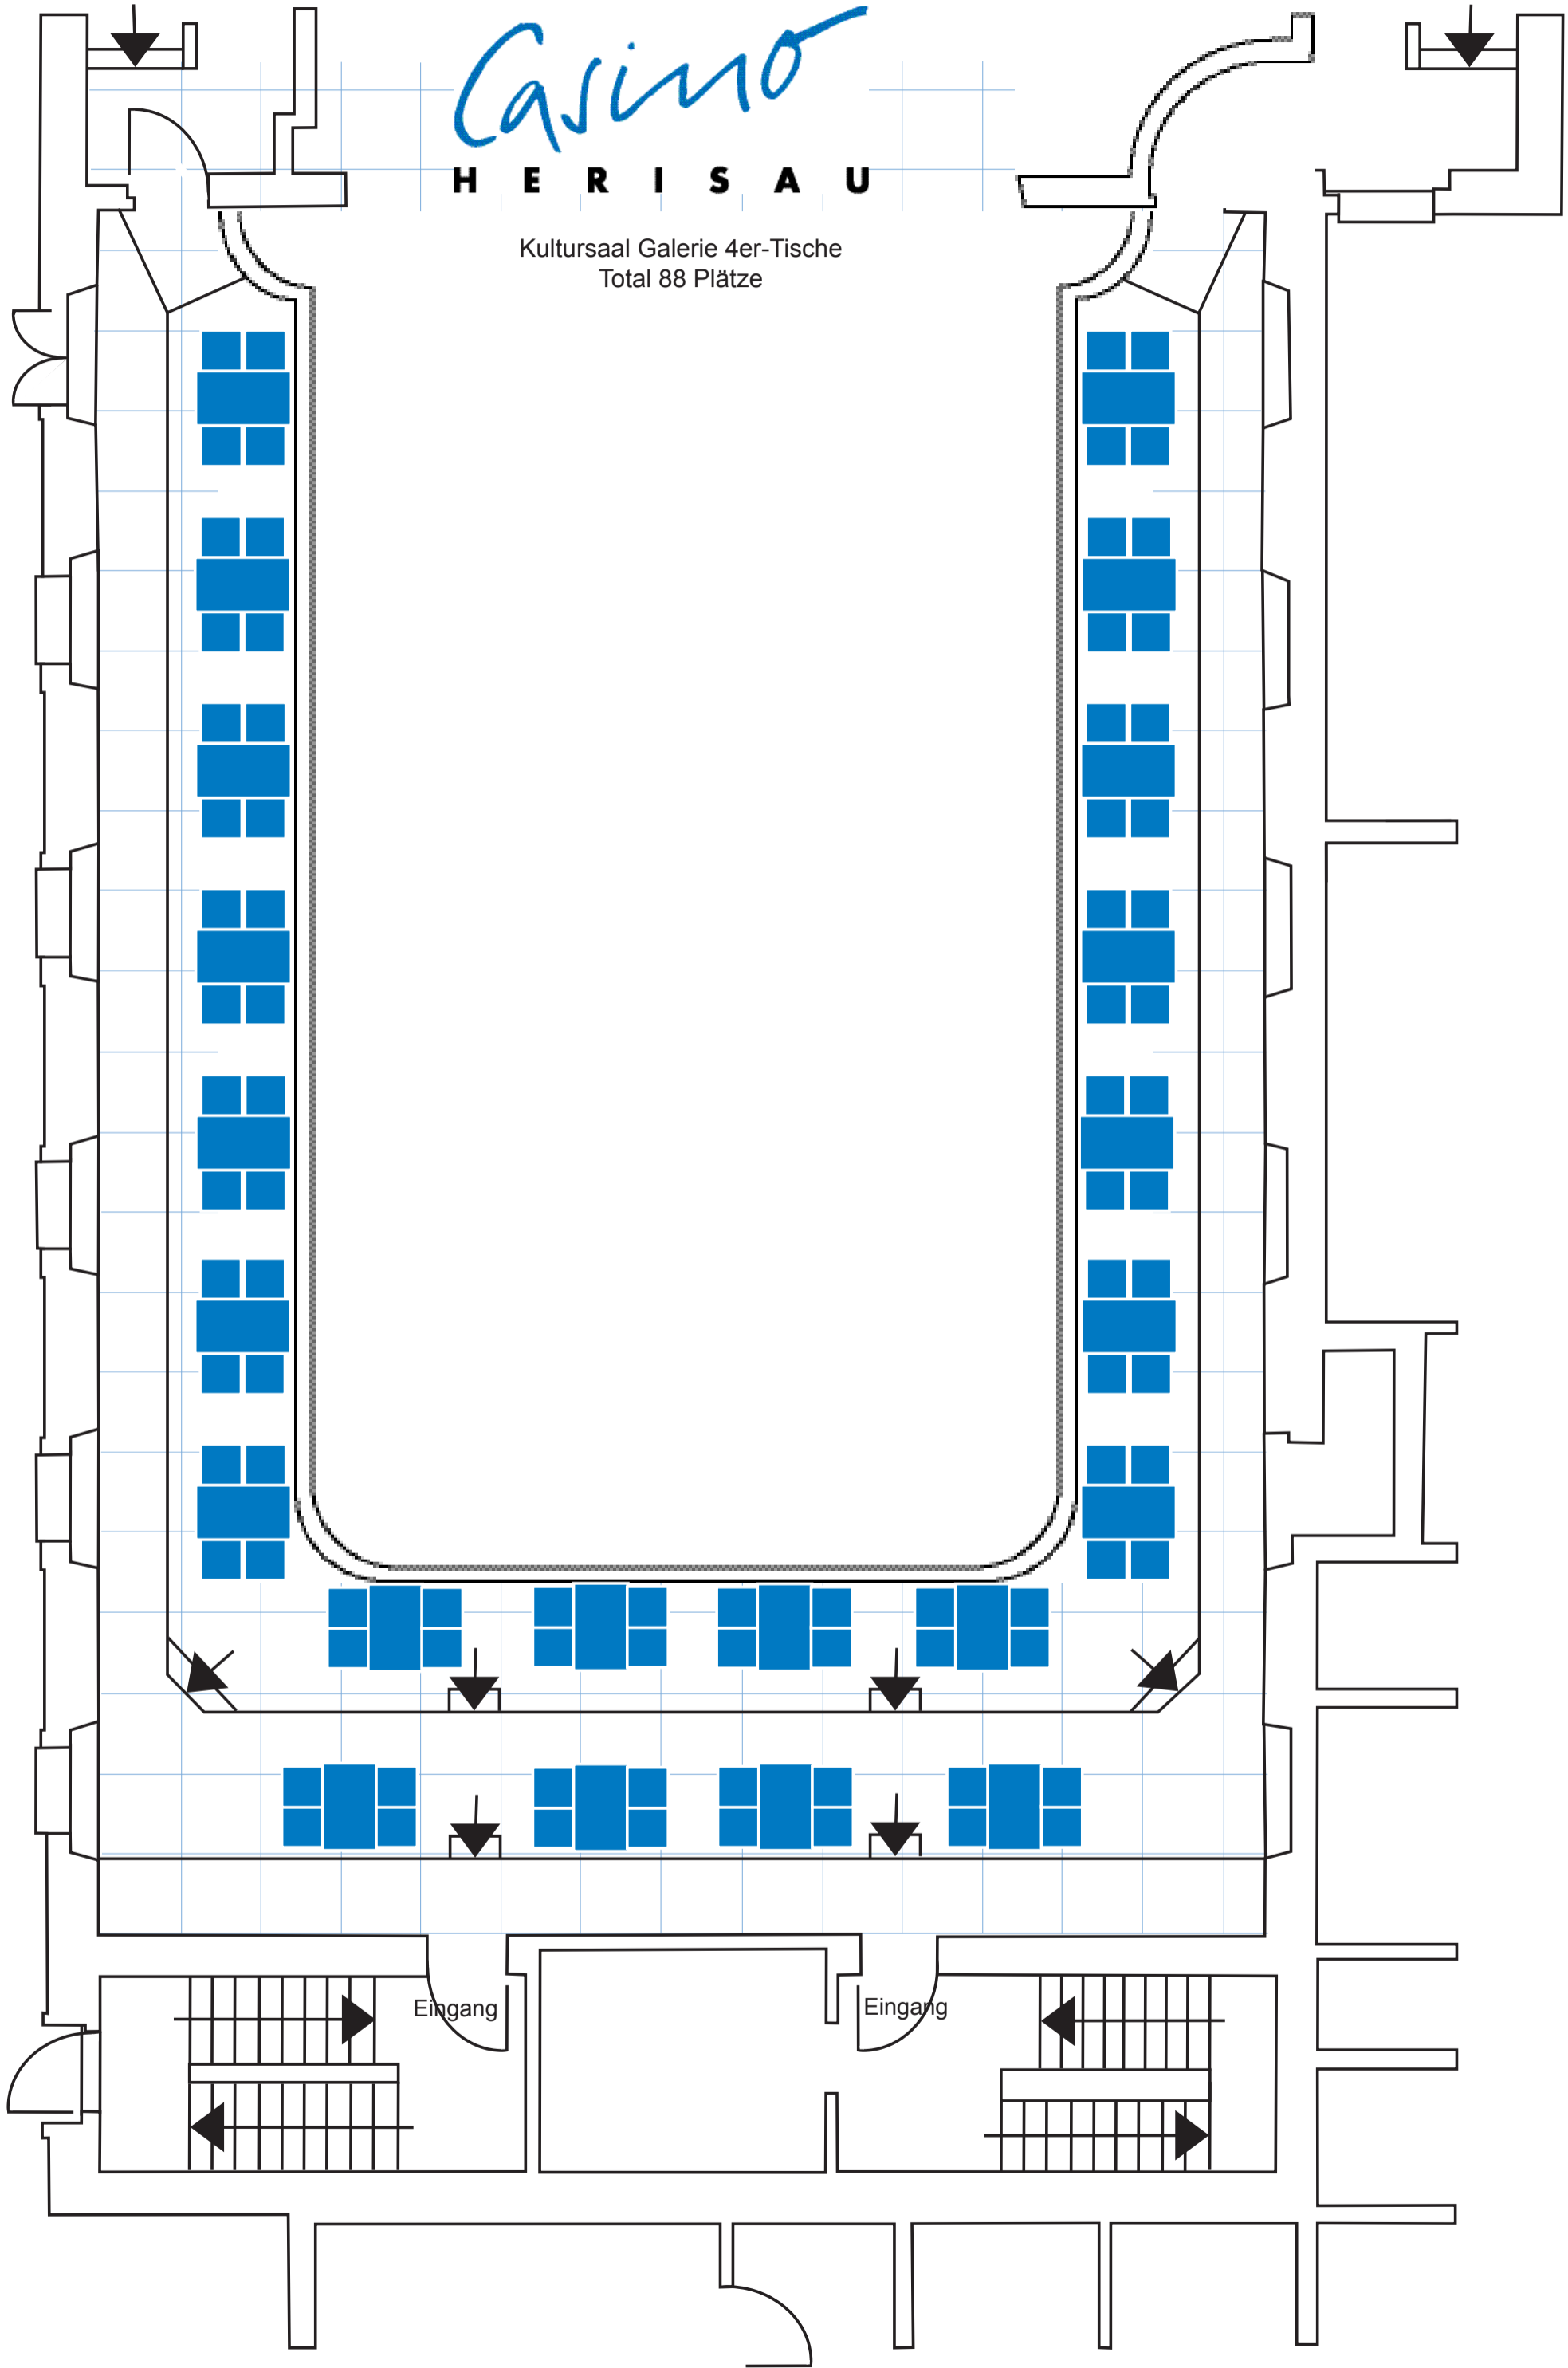 Casino
HERISAU
Kultursaal Galerie 4er-Tische
Total 88 Plätze
Eingang
Eingang